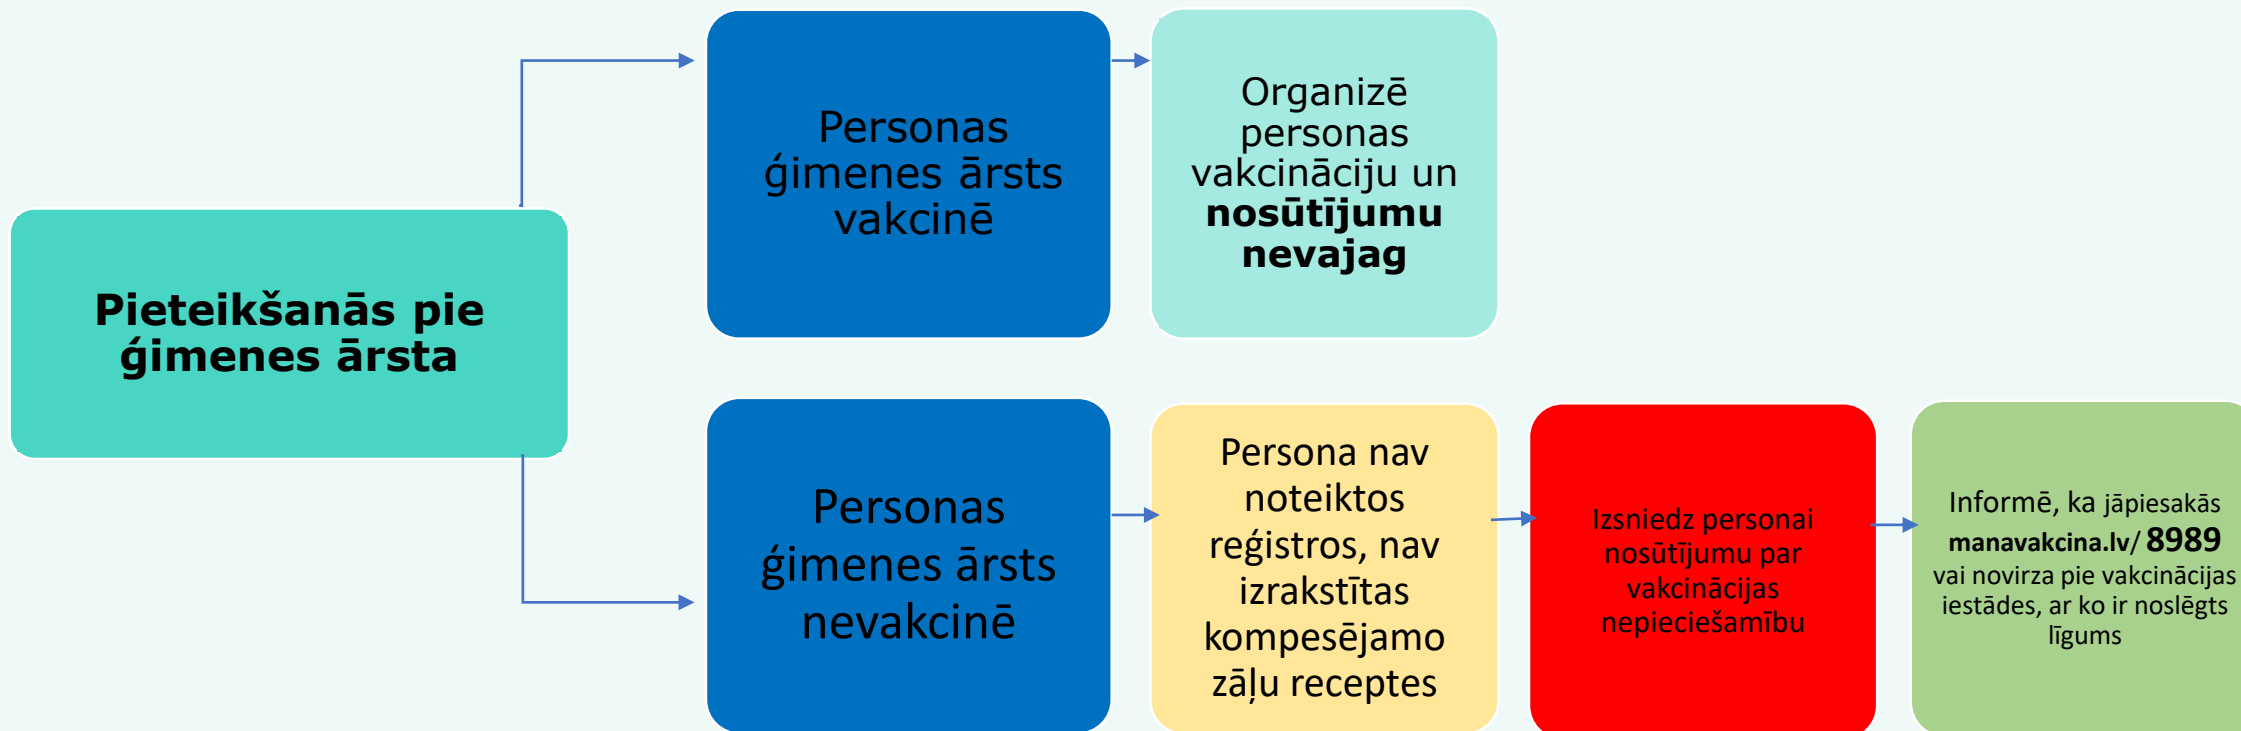 Pieteikšanās pie
ģimenes ārsta
Personas
ģimenes ārsts
vakcinē
Organizē
personas
vakcināciju un
nosūtījumu
nevajag
Personas
ģimenes ārsts
nevakcinē
Persona nav
noteiktos
reģistros, nav
izrakstītas
kompesējamo
zāļu receptes
Izsniedz personai
nosūtījumu par
vakcinācijas
nepieciešamību
Informē, ka jāpiesakās
manavakcina.lv/ 8989
vai novirza pie vakcinācijas
iestādes, ar ko ir noslēgts
līgums